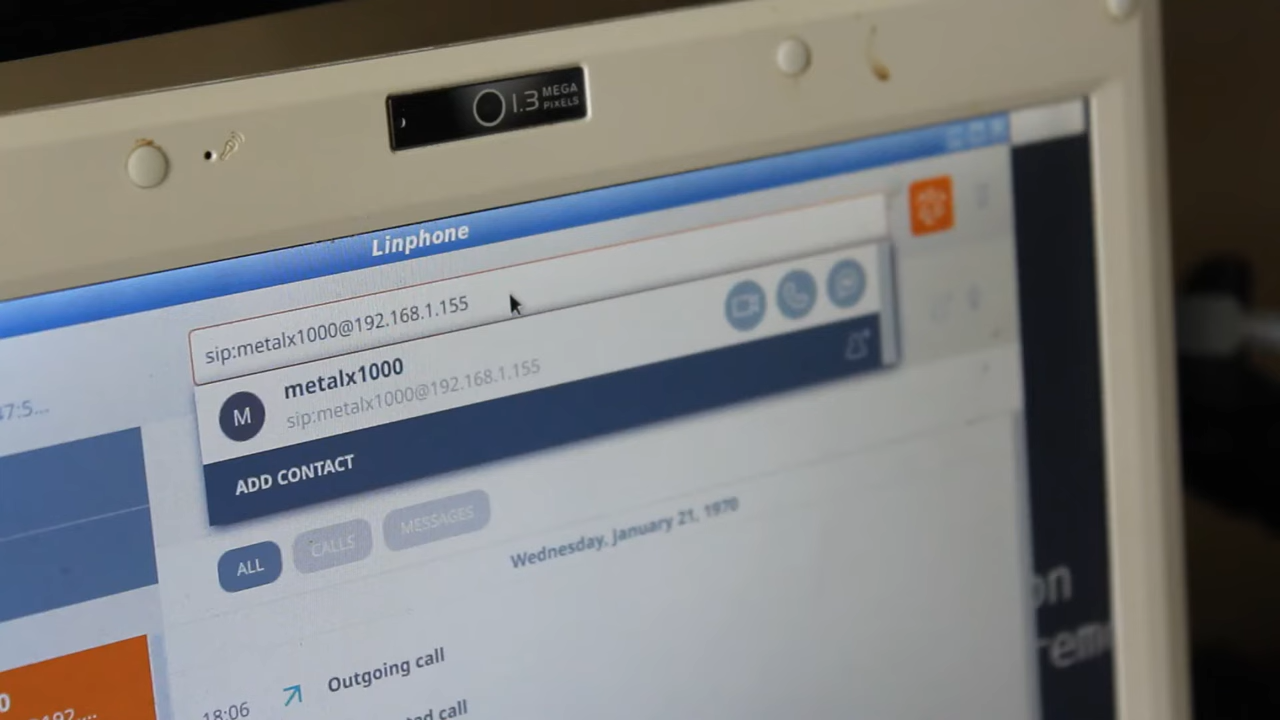 1.3 MEGA
PIXELS
Linphone
sip:metalx1000@192.168.1.155
metalx1000
M
sip:metalx1000@192.168.1.155
ADD CONTACT
ALL
CALLS
MESSAGES
Wednesday, January 21, 1970
18:06
Outgoing call
call